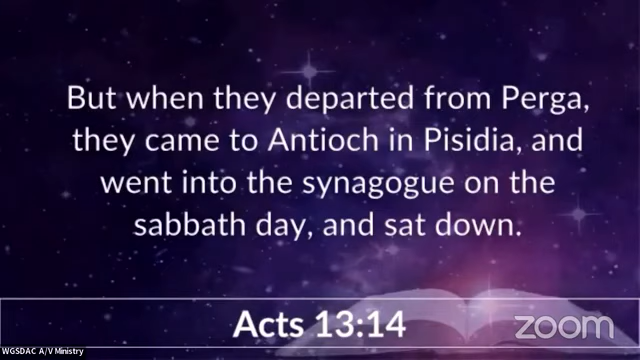 But when they departed from Perga,
they came to Antioch in Pisidia, and
went into the synagogue on the
sabbath day, and sat down.
Acts 13:14
zoom
WGSDAC A/V Ministry